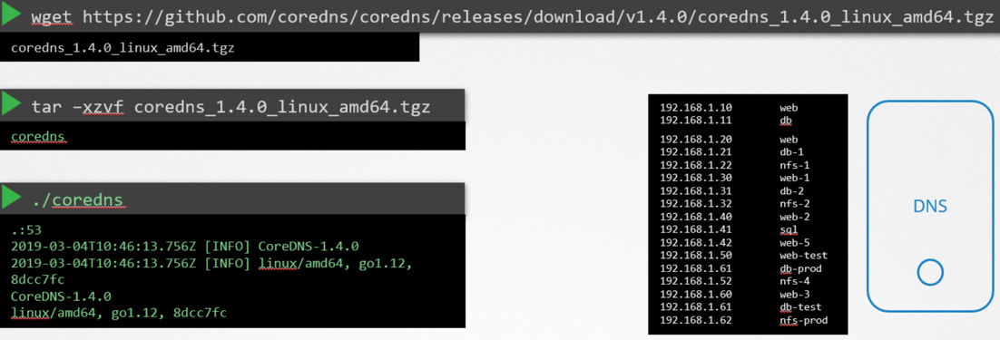 wget https://github.com/coredns/coredns/releases/download/v1.4.0/coredns_1.4.0_linux_amd64.tgz
coredns_1.4.0_linux_amd64.tgz
tar –xzvf coredns_1.4.0_linux_amd64.tgz
coredns
./coredns
.:53
2019-03-04T10:46:13.756Z [INFO] CoreDNS-1.4.0
2019-03-04T10:46:13.756Z [INFO] linux/amd64, go1.12,
8dcc7fc
CoreDNS-1.4.0
linux/amd64, go1.12, 8dcc7fc
192.168.1.10 web
192.168.1.11 db
192.168.1.20 web
192.168.1.21 db-1
192.168.1.22 nfs-1
192.168.1.30 web-1
192.168.1.31 db-2
192.168.1.32 nfs-2
192.168.1.40 web-2
192.168.1.41 sql
192.168.1.42 web-5
192.168.1.50 web-test
192.168.1.61 db-prod
192.168.1.52 nfs-4
192.168.1.60 web-3
192.168.1.61 db-test
192.168.1.62 nfs-prod
DNS